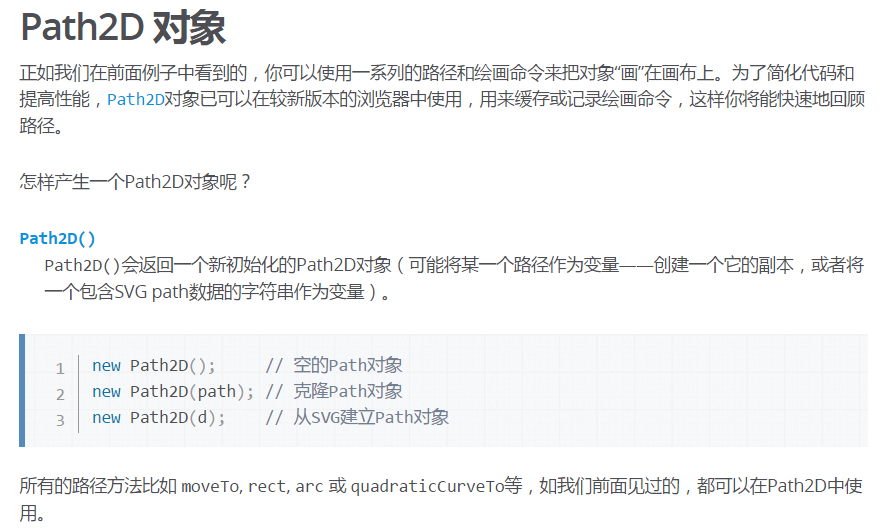 Path2D 对象
正如我们在前面例子中看到的，你可以使用一系列的路径和绘画命令来把对象“画”在画布上。为了简化代码和
提高性能，Path2D对象已可以在较新版本的浏览器中使用，用来缓存或记录绘画命令，这样你将能快速地回顾
路径。
怎样产生一个Path2D对象呢？
Path2D()
Path2D()会返回一个新初始化的Path2D对象（可能将某一个路径作为变量——创建一个它的副本，或者将
一个包含SVG path数据的字符串作为变量）。
1 new Path2D();     // 空的Path对象
2 new Path2D(path); // 克隆Path对象
3 new Path2D(d);    // 从SVG建立Path对象
所有的路径方法比如 moveTo, rect, arc 或 quadraticCurveTo等，如我们前面见过的，都可以在Path2D中使
用。